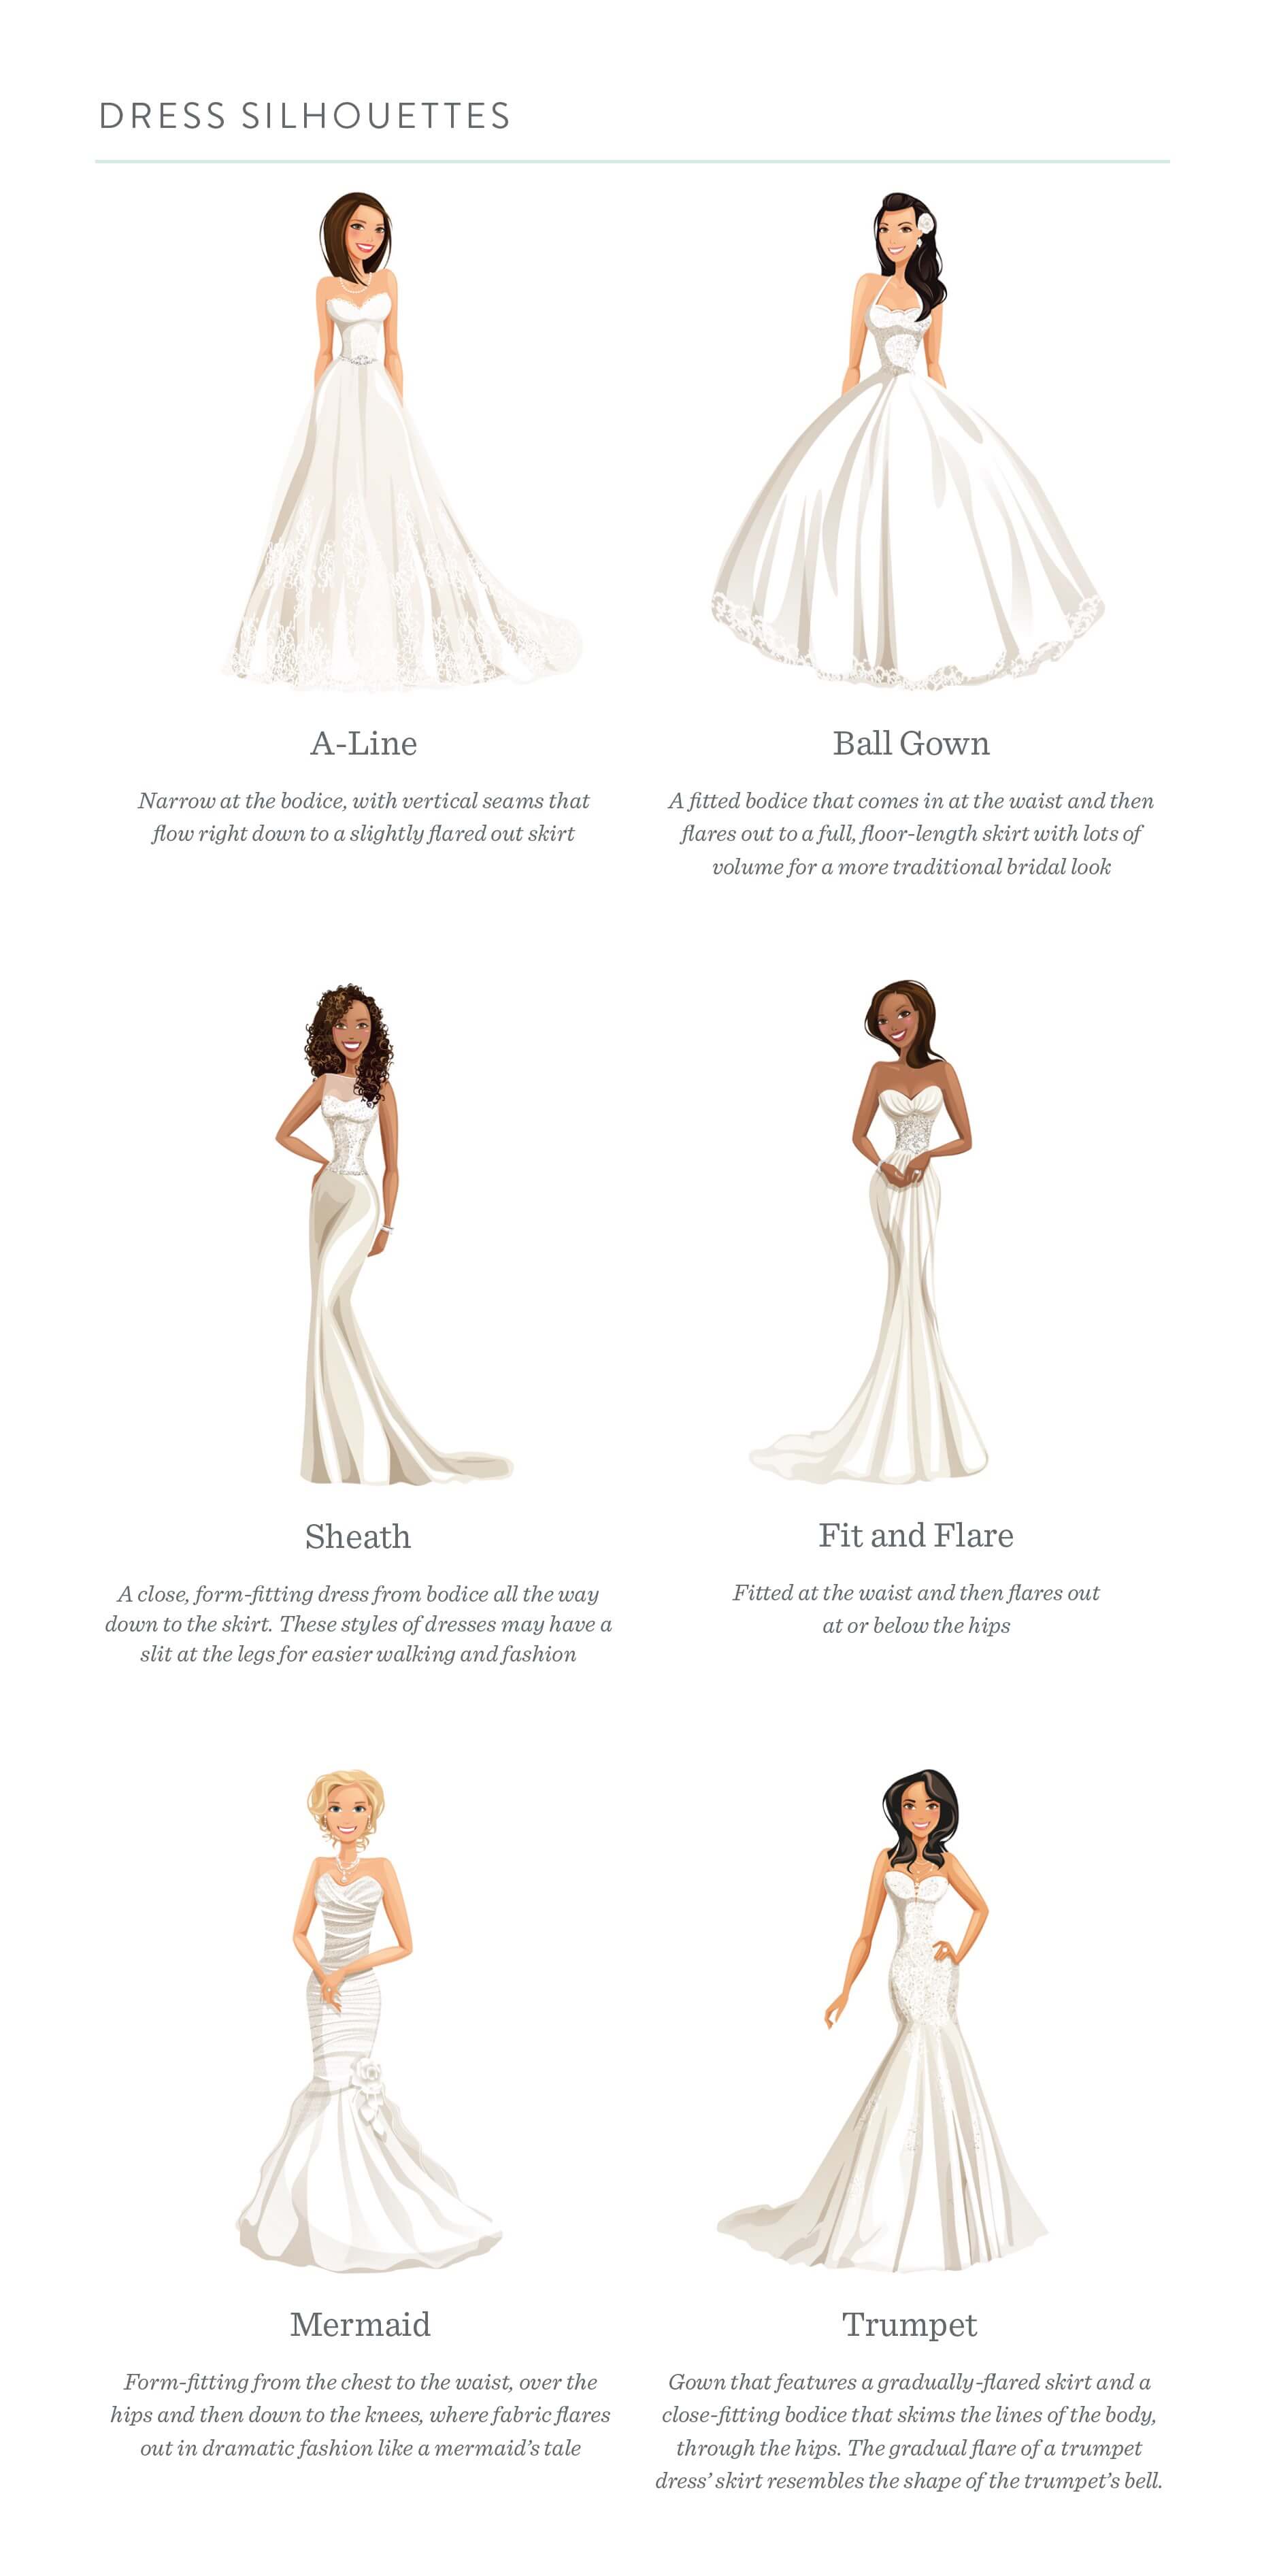 DRESS SILHOUETTES
A-Line
Narrow at the bodice, with vertical seams that
flow right down to a slightly flared out skirt
Ball Gown
A fitted bodice that comes in at the waist and then
flares out to a full, floor-length skirt with lots of
volume for a more traditional bridal look
Sheath
A close, form-fitting dress from bodice all the way
down to the skirt. These styles of dresses may have a
slit at the legs for easier walking and fashion
Fit and Flare
Fitted at the waist and then flares out
at or below the hips
Mermaid
Form-fitting from the chest to the waist, over the
hips and then down to the knees, where fabric flares
out in dramatic fashion like a mermaid's tale
Trumpet
Gown that features a gradually-flared skirt and a
close-fitting bodice that skims the lines of the body,
through the hips. The gradual flare of a trumpet
dress' skirt resembles the shape of the trumpet's bell.